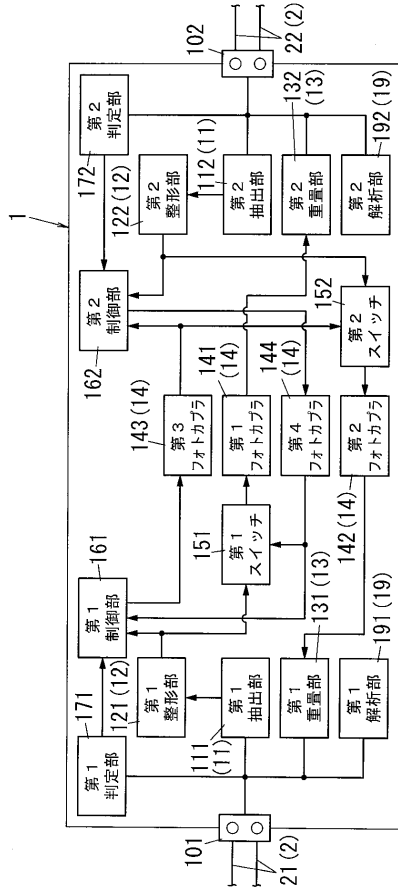 1
101
21 (2)
第1
判定部
171
第1
制御部
161
121 (12)
第1
整形部
第1
抽出部
111
(11)
第1
重畳部
131 (13)
第1
解析部
191 (19)
第1
スイッチ
151
143 (14)
第3
フォトカプラ
第1
フォトカプラ
141
(14)
第4
フォトカプラ
144
(14)
第2
フォトカプラ
142 (14)
第2
制御部
162
第2
スイッチ
152
第2
判定部
172
第2
整形部
122 (12)
第2
抽出部
112 (11)
第2
重畳部
132
(13)
第2
解析部
192 (19)
102
22 (2)